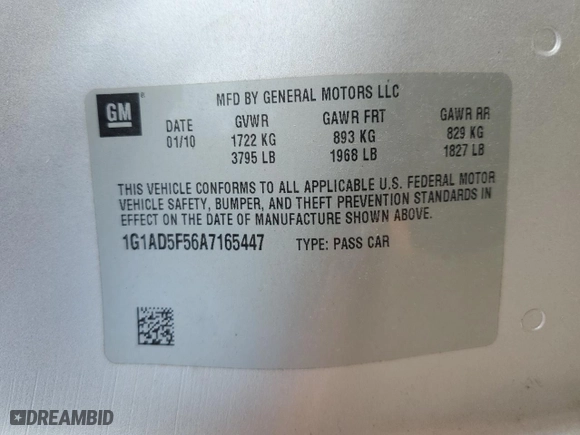 GM ®
MFD BY GENERAL MOTORS LLC
DATE GVWR GAWR FRT GAWR RR
01/10 1722 KG 893 KG 829 KG
3795 LB 1968 LB 1827 LB
THIS VEHICLE CONFORMS TO ALL APPLICABLE U.S. FEDERAL MOTOR
VEHICLE SAFETY, BUMPER, AND THEFT PREVENTION STANDARDS IN
EFFECT ON THE DATE OF MANUFACTURE SHOWN ABOVE.
1G1AD5F56A7165447 TYPE: PASS CAR
DREAMBID